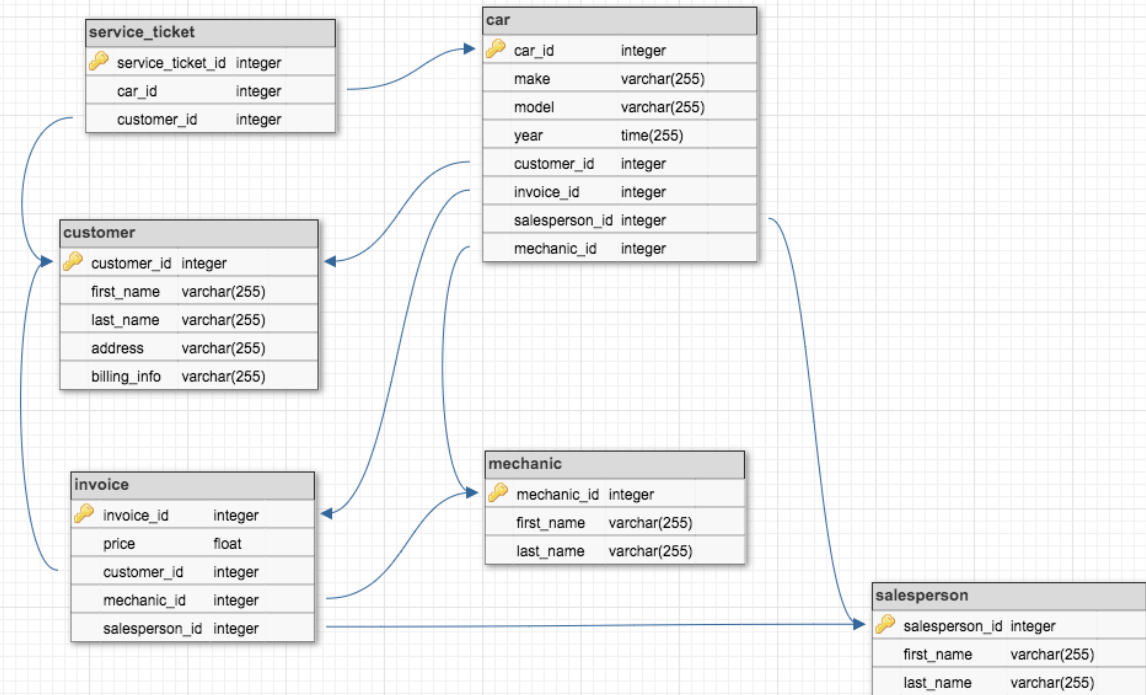 service_ticket
service_ticket_id integer
car_id integer
customer_id integer
car
car_id integer
make varchar(255)
model varchar(255)
year time(255)
customer_id integer
invoice_id integer
salesperson_id integer
mechanic_id integer
customer
customer_id integer
first_name varchar(255)
last_name varchar(255)
address varchar(255)
billing_info varchar(255)
invoice
invoice_id integer
price float
customer_id integer
mechanic_id integer
salesperson_id integer
mechanic
mechanic_id integer
first_name varchar(255)
last_name varchar(255)
salesperson
salesperson_id integer
first_name varchar(255)
last_name varchar(255)